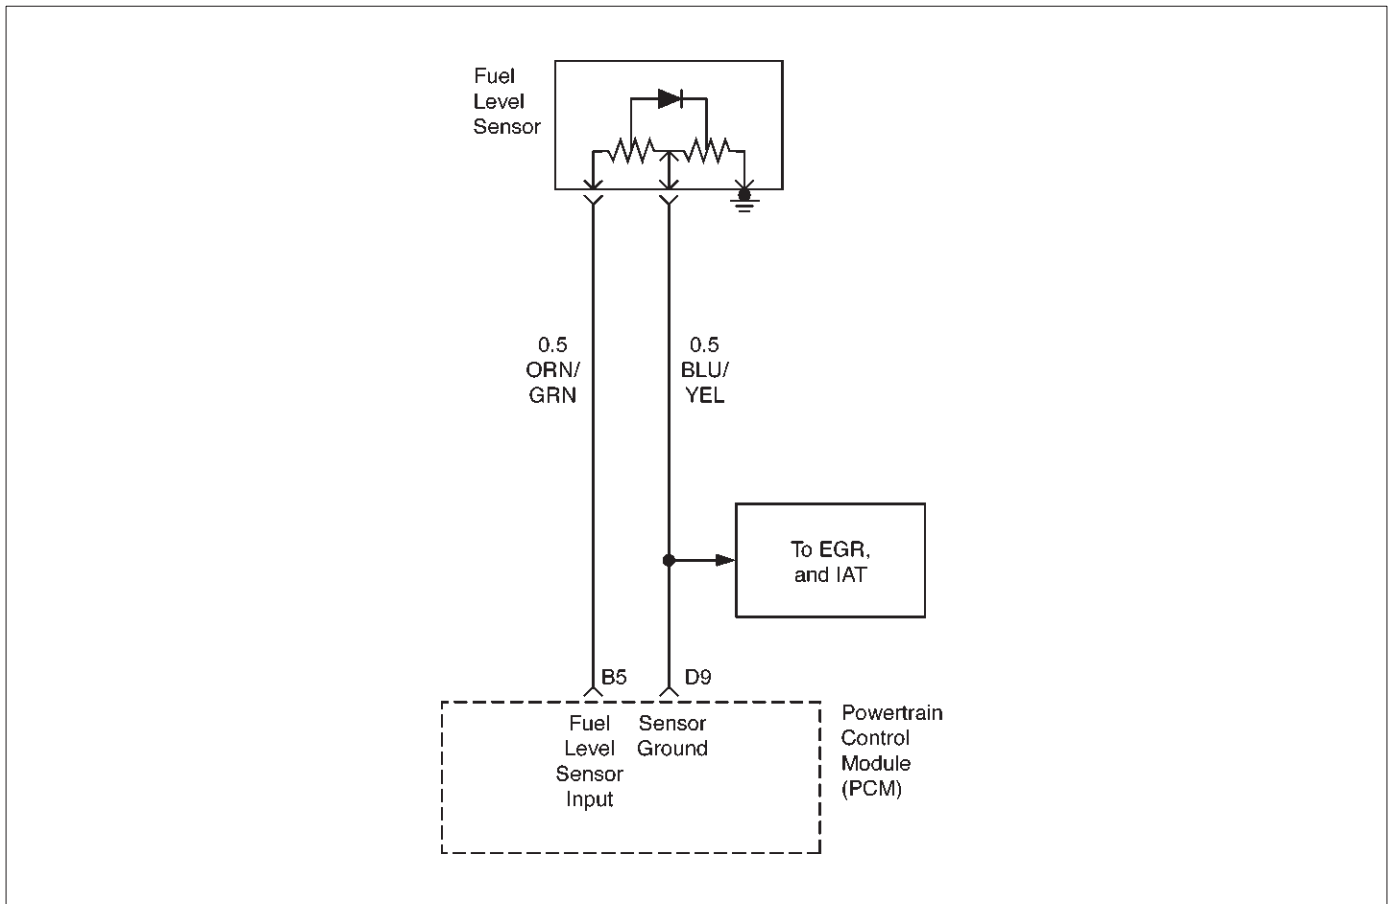 Fuel
Level
Sensor
0.5
ORN/
GRN
0.5
BLU/
YEL
To EGR,
and IAT
B5
D9
Fuel
Level
Sensor
Input
Sensor
Ground
Powertrain
Control
Module
(PCM)